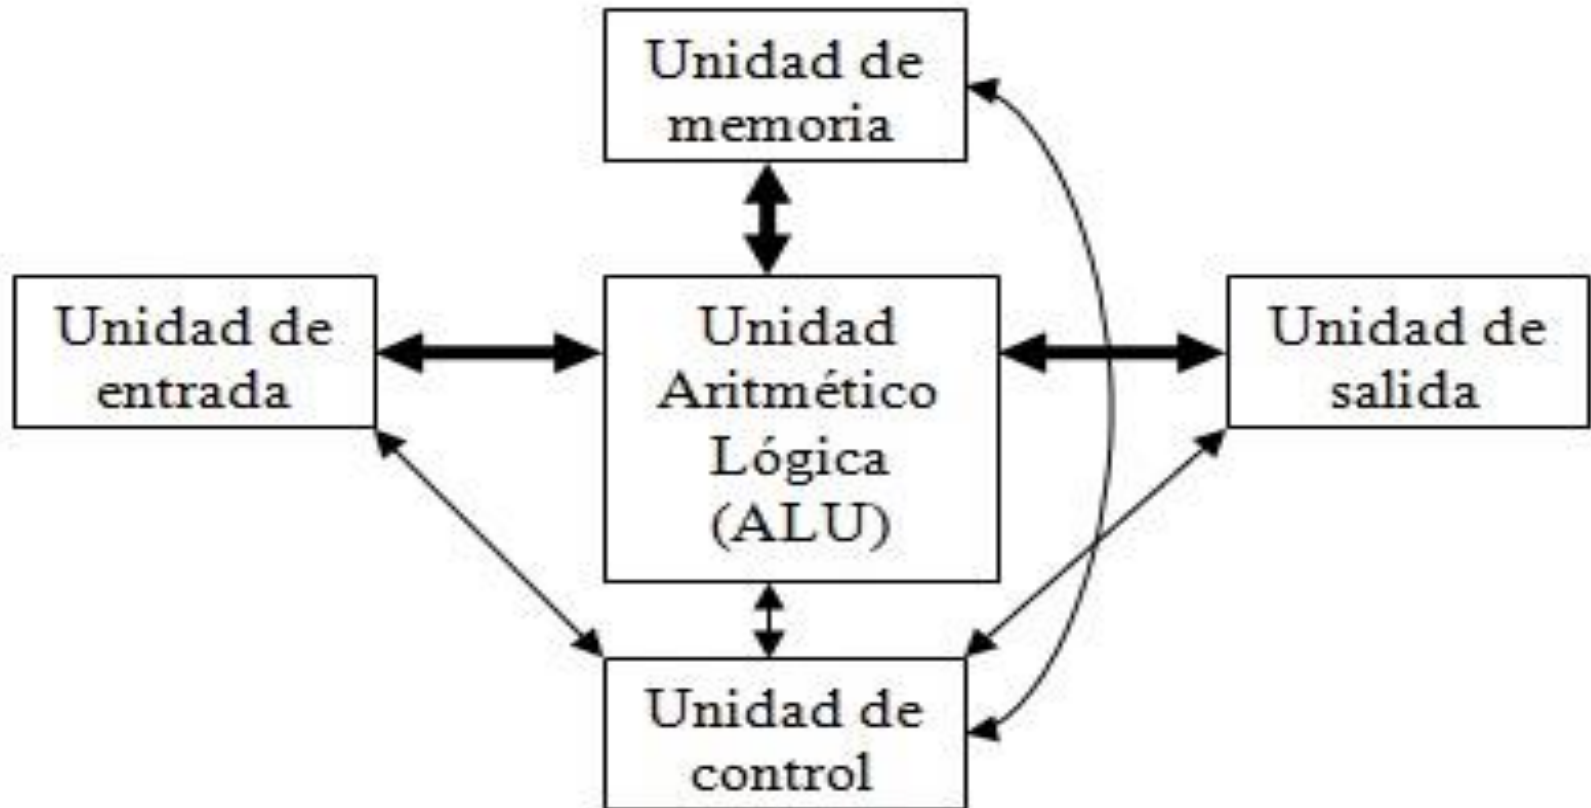 Unidad de
memoria
Unidad de
entrada
Unidad
Aritmético
Lógica
(ALU)
Unidad de
salida
Unidad de
control